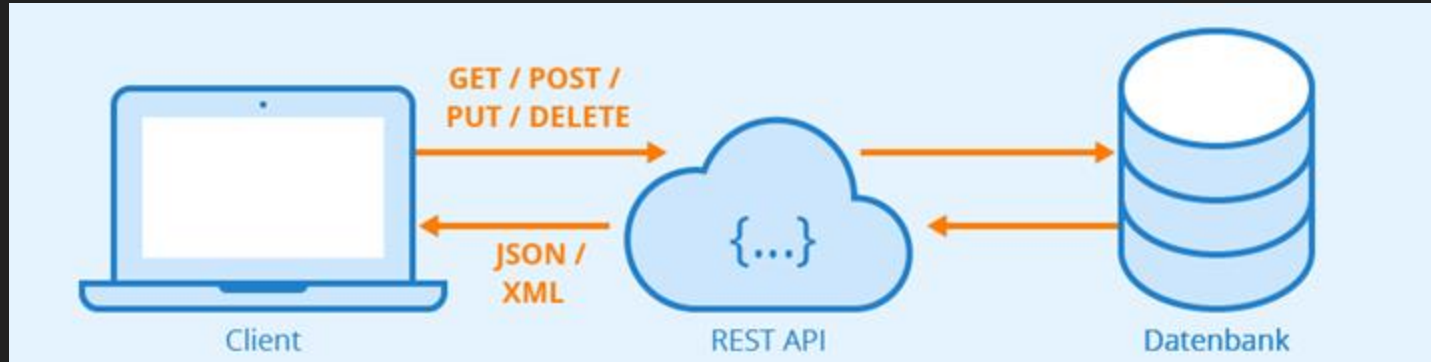 GET / POST /
PUT / DELETE
JSON /
XML
{...}
Client
REST API
Datenbank